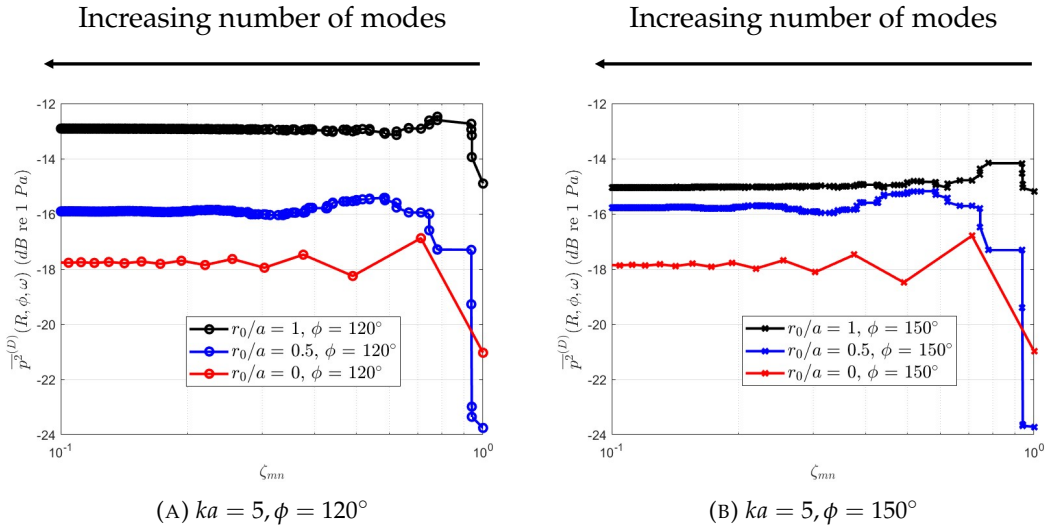 Increasing number of modes
-12
-14
-16
-18
-20
-22
-24
10⁻¹
10⁰
p²⁽ᴰ⁾(R, ϕ, ω) (dB re 1 Pa)
ζmn
r₀/a = 1, ϕ = 120°
r₀/a = 0.5, ϕ = 120°
r₀/a = 0, ϕ = 120°
(A) ka = 5, ϕ = 120°
Increasing number of modes
-12
-14
-16
-18
-20
-22
-24
10⁻¹
10⁰
p²⁽ᴰ⁾(R, ϕ, ω) (dB re 1 Pa)
ζmn
r₀/a = 1, ϕ = 150°
r₀/a = 0.5, ϕ = 150°
r₀/a = 0, ϕ = 150°
(B) ka = 5, ϕ = 150°